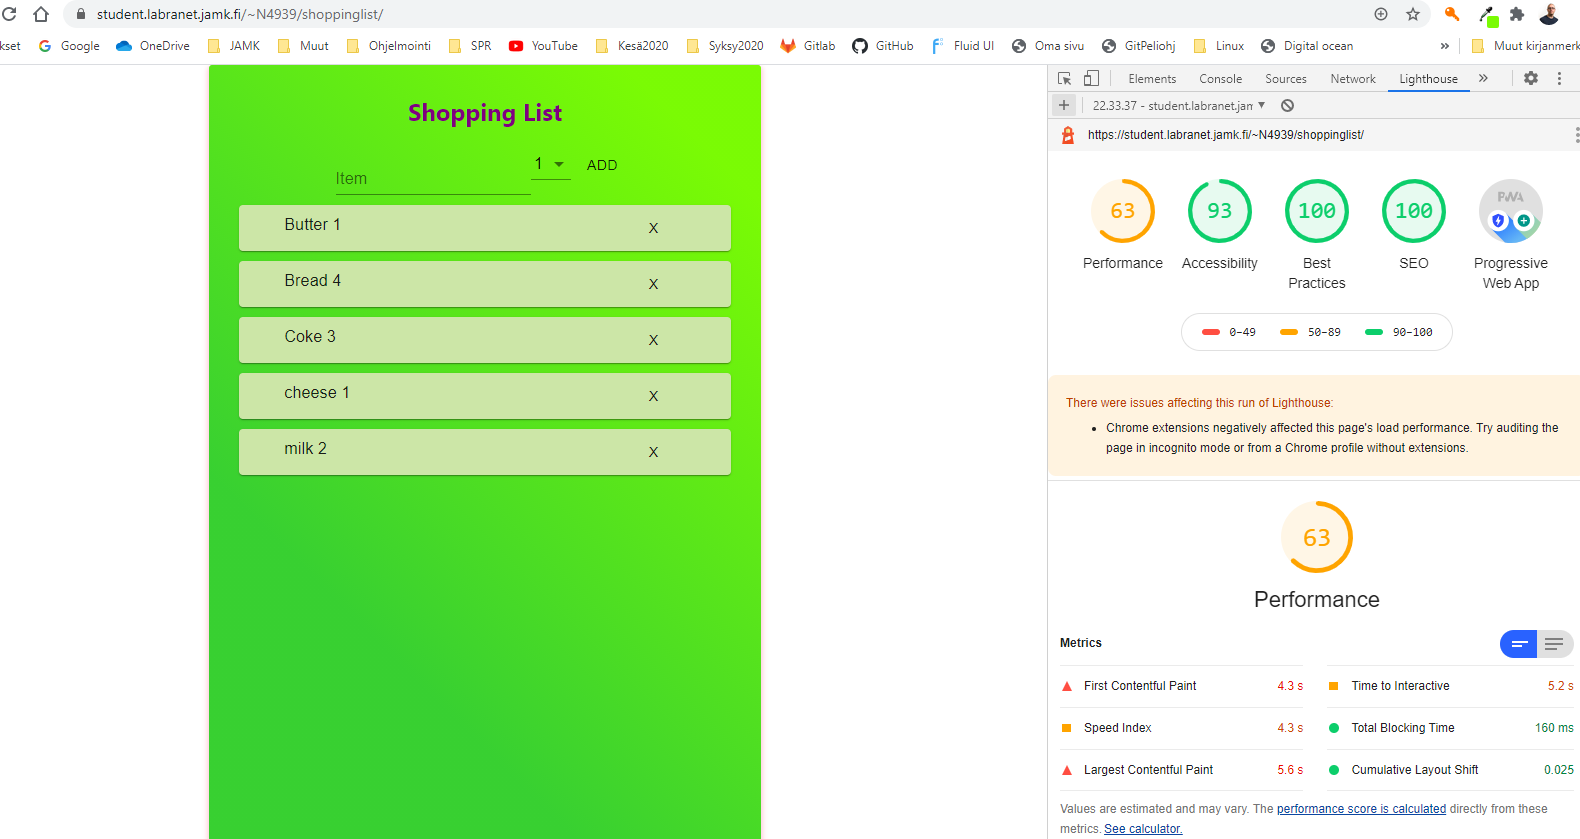 student.labranet.jamk.fi/~N4939/shoppinglist/
kset Google OneDrive JAMK Muut Ohjelmointi SPR YouTube Kesä2020 Syksy2020 Gitlab GitHub Fluid UI Oma sivu GitPeliohj Linux Digital ocean » Muut kirjanmerk
Shopping List
Item 1 ADD
Butter 1 X
Bread 4 X
Coke 3 X
cheese 1 X
milk 2 X
Elements Console Sources Network Lighthouse »
+ 22.33.37 - student.labranet.jam
https://student.labranet.jamk.fi/~N4939/shoppinglist/
63 93 100 100 PWA
Performance Accessibility Best Practices SEO Progressive Web App
0–49 50–89 90–100
There were issues affecting this run of Lighthouse:
• Chrome extensions negatively affected this page's load performance. Try auditing the
page in incognito mode or from a Chrome profile without extensions.
63
Performance
Metrics
First Contentful Paint 4.3 s Time to Interactive 5.2 s
Speed Index 4.3 s Total Blocking Time 160 ms
Largest Contentful Paint 5.6 s Cumulative Layout Shift 0.025
Values are estimated and may vary. The performance score is calculated directly from these
metrics. See calculator.